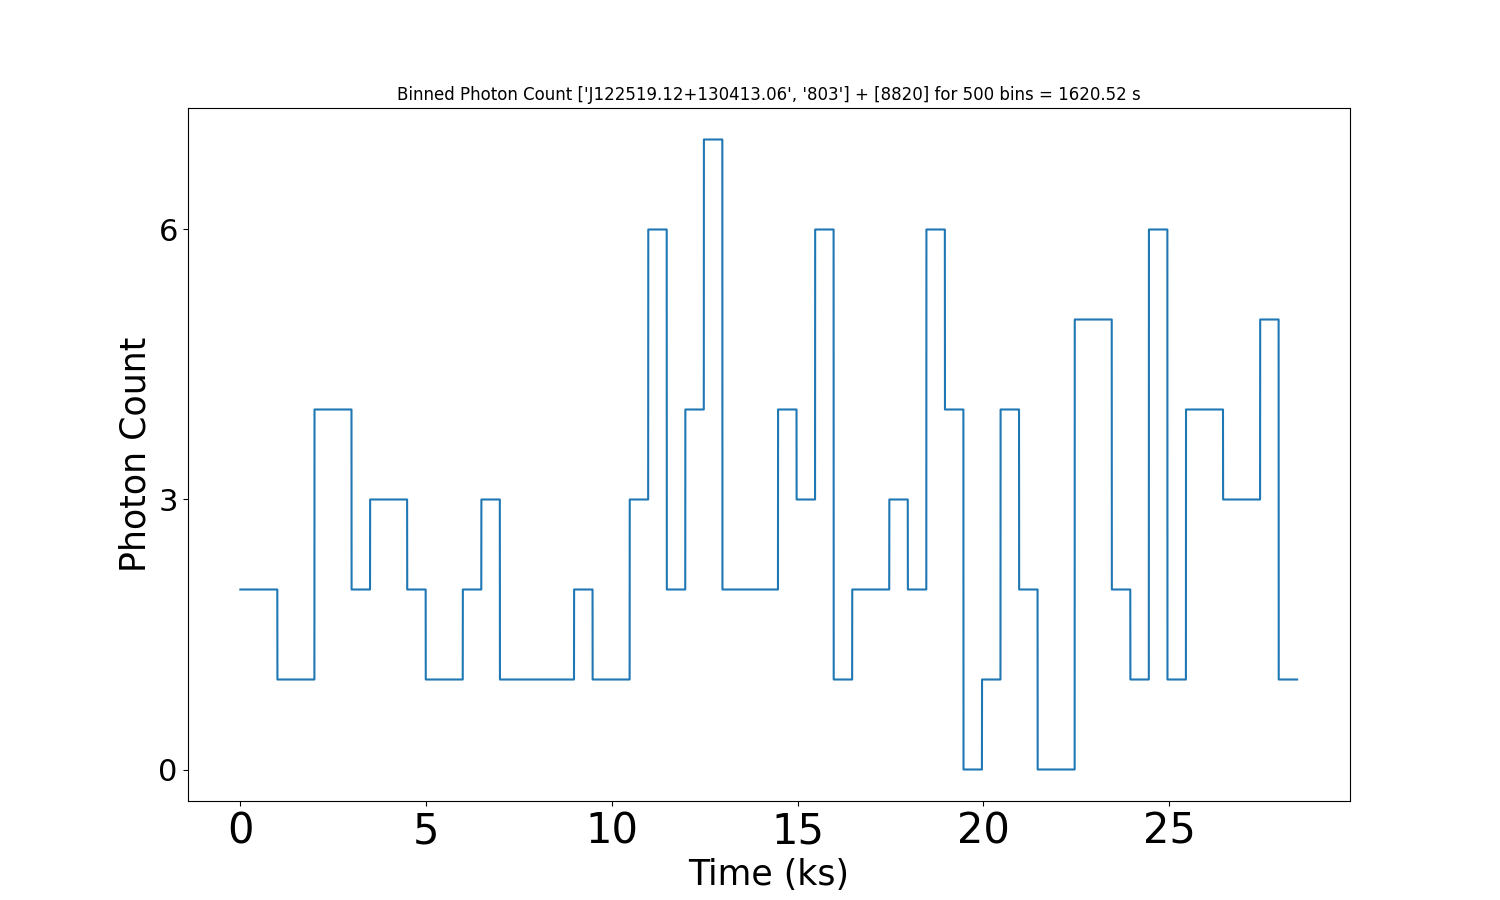 Binned Photon Count ['J122519.12+130413.06', '803'] + [8820] for 500 bins = 1620.52 s
6
3
0
Photon Count
0 5 10 15 20 25
Time (ks)